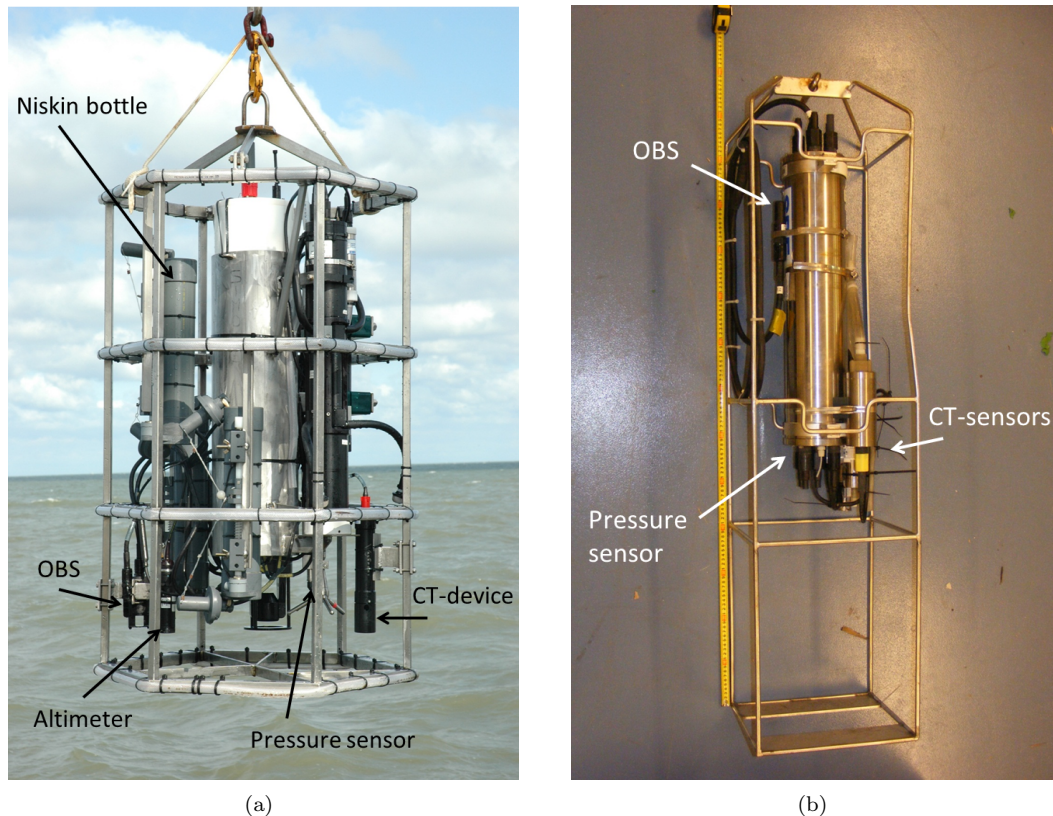 Niskin bottle
OBS
CT-device
Altimeter
Pressure sensor
(a)
OBS
CT-sensors
Pressure
sensor
(b)